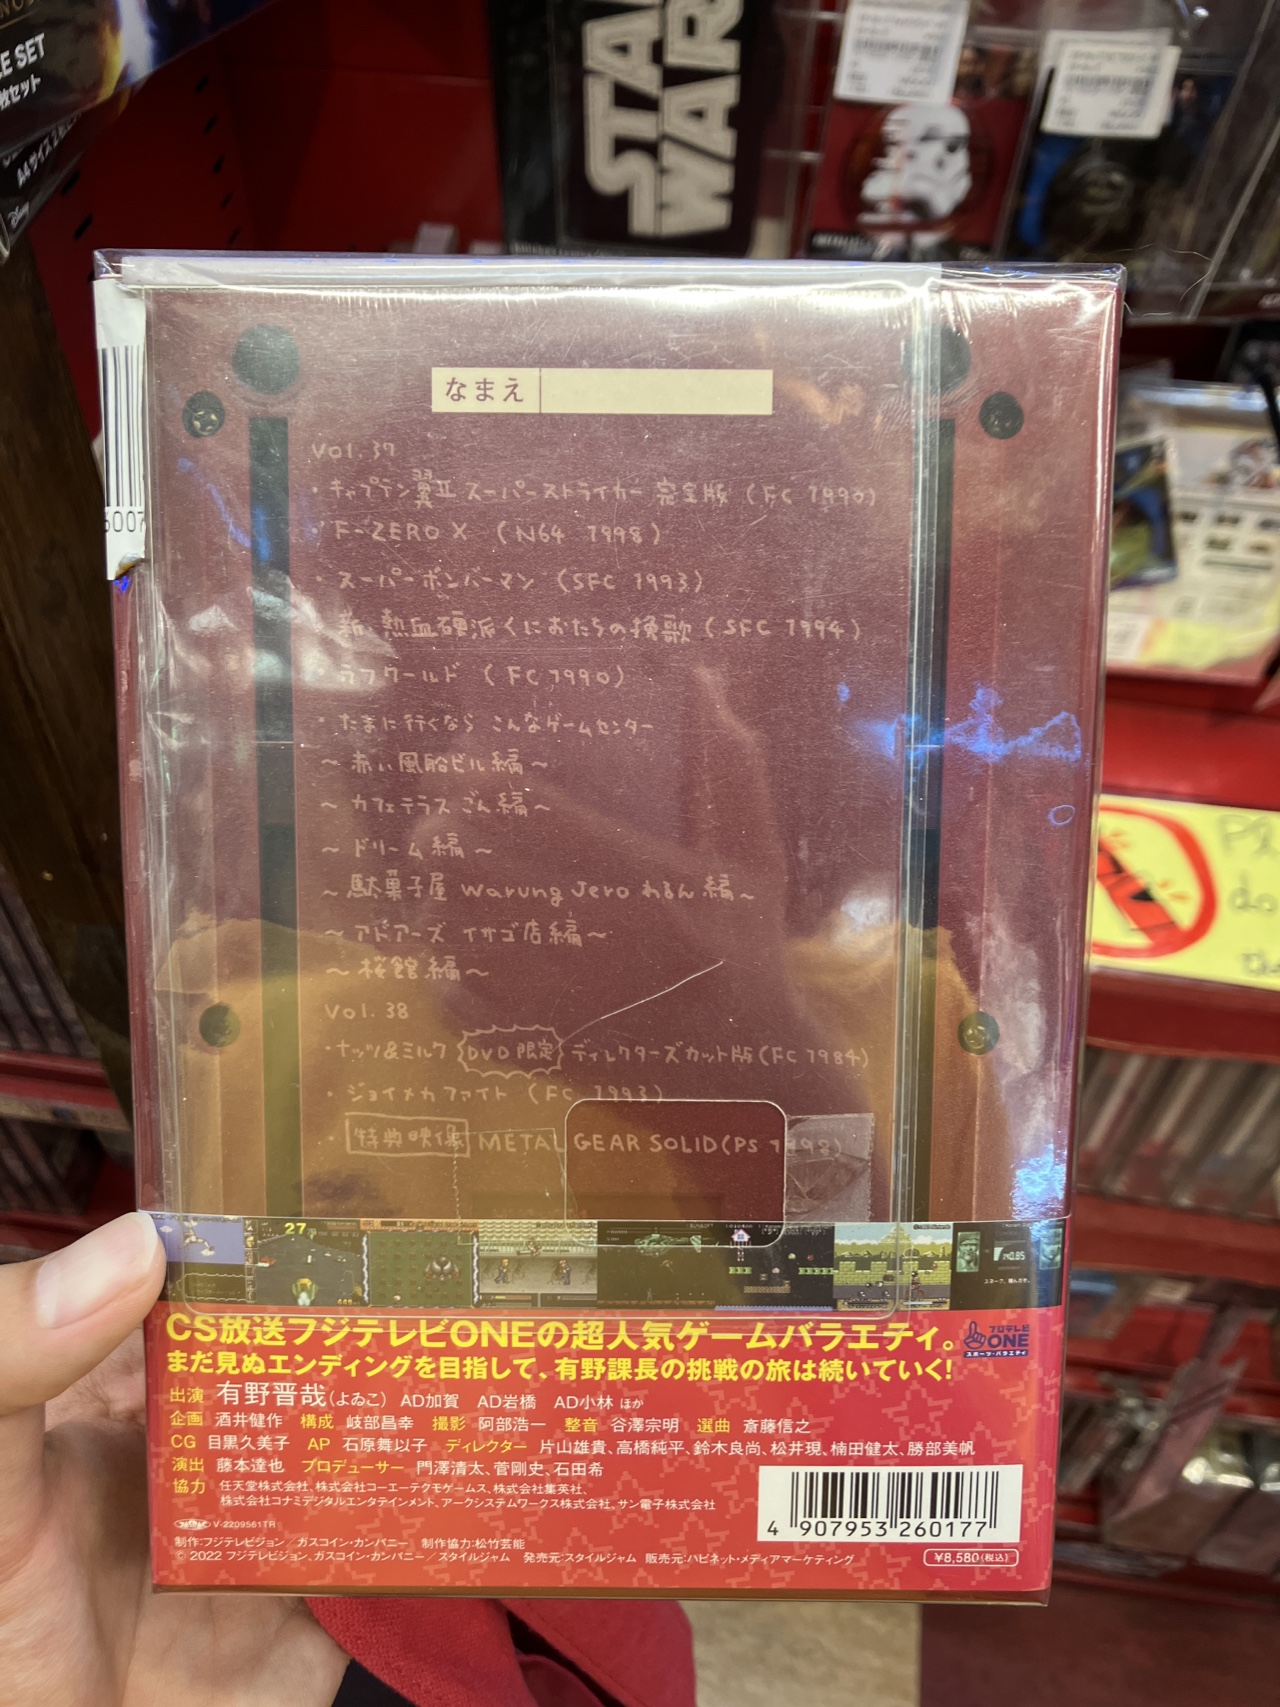 STAR
WARS
E SET
A4サイズ
なまえ
Vol. 37
・キャプテン翼Ⅱ スーパーストライカー 完全版 (FC 1990)
・F-ZERO X (N64 1998)
・スーパーボンバーマン (SFC 1993)
・新・熱血硬派くにおたちの挽歌 (SFC 1994)
・ラフワールド (FC 1990)
・たまに行くなら こんなゲームセンター
〜赤い風船ビル編〜
〜カフェテラス ごん編〜
〜ドリーム編〜
〜駄菓子屋 Warung Jero わるん編〜
〜アドアーズ イサゴ店編〜
〜桜館編〜
Vol. 38
・ナッツ&ミルク DVD限定 ディレクターズカット版(FC 1984)
・ジョイメカファイト (FC 1993)
・特典映像 METAL GEAR SOLID(PS 1998)
27
CS放送フジテレビONEの超人気ゲームバラエティ。
フジテレビ
ONE
スポーツ・バラエティ
まだ見ぬエンディングを目指して、有野課長の挑戦の旅は続いていく!
出演 有野晋哉(よゐこ) AD加賀 AD岩橋 AD小林 ほか
企画 酒井健作 構成 岐部昌幸 撮影 阿部浩一 整音 谷澤宗明 選曲 斎藤信之
CG 目黒久美子 AP 石原舞以子 ディレクター 片山雄貴、高橋純平、鈴木良尚、松井現、楠田健太、勝部美帆
演出 藤本達也 プロデューサー 門澤清太、菅剛史、石田希
協力 任天堂株式会社、株式会社コーエーテクモゲームス、株式会社集英社、
株式会社コナミデジタルエンタテインメント、アークシステムワークス株式会社、サン電子株式会社
V-2209561TR
制作:フジテレビジョン/ガスコイン・カンパニー 制作協力:松竹芸能
© 2022 フジテレビジョン、ガスコイン・カンパニー/スタイルジャム 発売元:スタイルジャム 販売元:ハピネット・メディアマーケティング
4 907953 260177
¥8,580(税込)